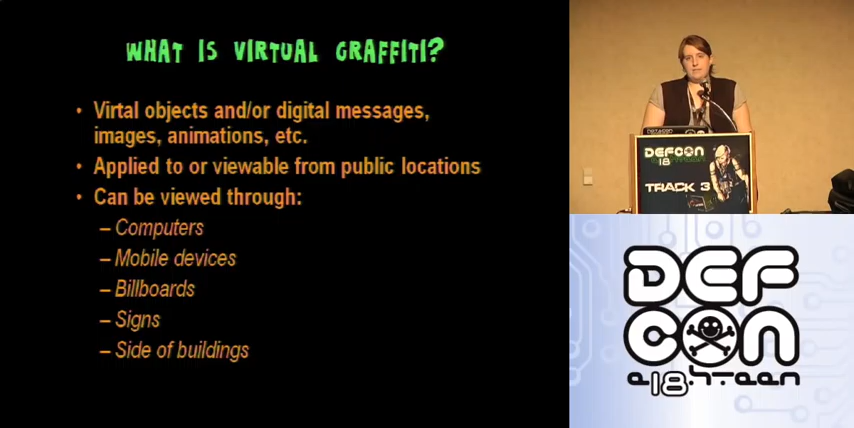 WHAT IS VIRTUAL GRAFFITI?
• Virtal objects and/or digital messages,
images, animations, etc.
• Applied to or viewable from public locations
• Can be viewed through:
– Computers
– Mobile devices
– Billboards
– Signs
– Side of buildings
DEFCON
18
TRACK 3
DEF
CON
e18hteen